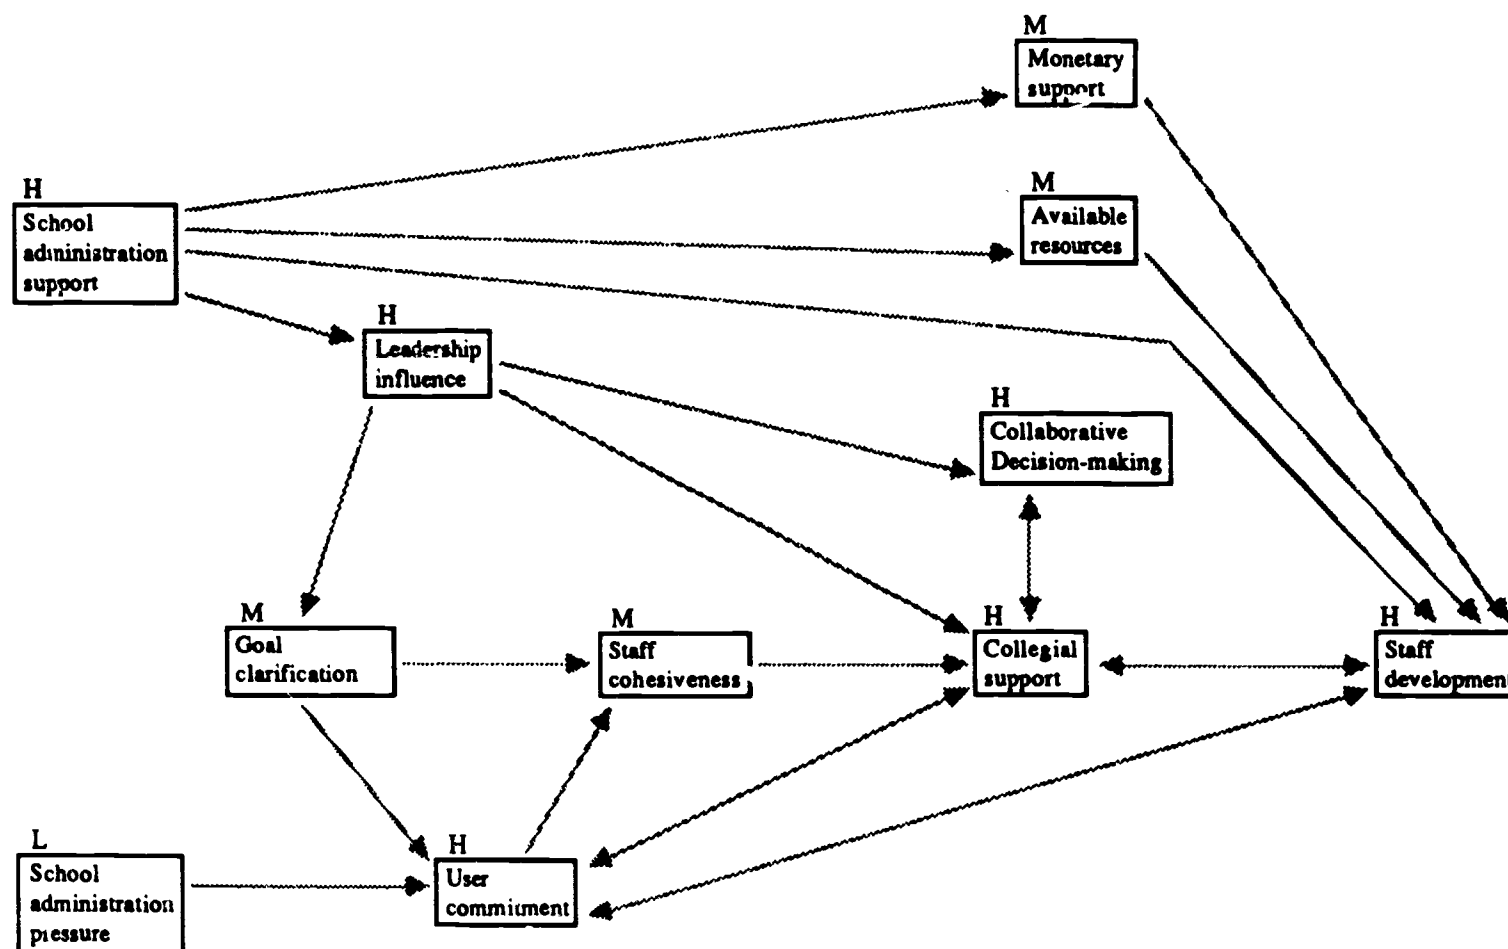 M
Monetary
support
H
School
administration
support
M
Available
resources
H
Leadership
influence
H
Collaborative
Decision-making
M
Goal
clarification
M
Staff
cohesiveness
H
Collegial
support
H
Staff
development
L
School
administration
pressure
H
User
commitment